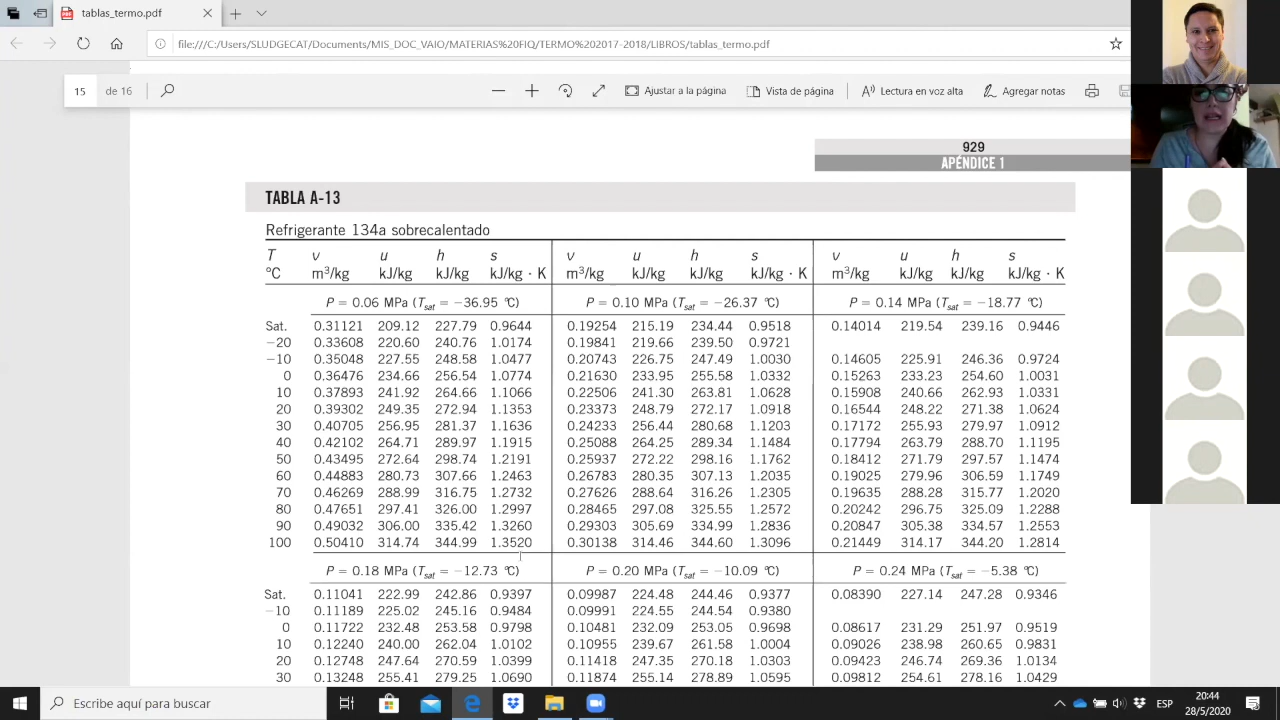 tablas_termo.pdf
file:///C:/Users/SLUDGECAT/Documents/MIS_DOC_VAIO/MATERIAS%20FIQ/TERMO%202017-2018/LIBROS/tablas_termo.pdf
15 de 16 Ajustar a la página Vista de página Lectura en voz alta Agregar notas
929
APÉNDICE 1
TABLA A-13
Refrigerante 134a sobrecalentado
T v u h s v u h s v u h s
°C m³/kg kJ/kg kJ/kg kJ/kg · K m³/kg kJ/kg kJ/kg kJ/kg · K m³/kg kJ/kg kJ/kg kJ/kg · K
P = 0.06 MPa (Tsat = −36.95 °C) P = 0.10 MPa (Tsat = −26.37 °C) P = 0.14 MPa (Tsat = −18.77 °C)
Sat. 0.31121 209.12 227.79 0.9644 0.19254 215.19 234.44 0.9518 0.14014 219.54 239.16 0.9446
−20 0.33608 220.60 240.76 1.0174 0.19841 219.66 239.50 0.9721
−10 0.35048 227.55 248.58 1.0477 0.20743 226.75 247.49 1.0030 0.14605 225.91 246.36 0.9724
0 0.36476 234.66 256.54 1.0774 0.21630 233.95 255.58 1.0332 0.15263 233.23 254.60 1.0031
10 0.37893 241.92 264.66 1.1066 0.22506 241.30 263.81 1.0628 0.15908 240.66 262.93 1.0331
20 0.39302 249.35 272.94 1.1353 0.23373 248.79 272.17 1.0918 0.16544 248.22 271.38 1.0624
30 0.40705 256.95 281.37 1.1636 0.24233 256.44 280.68 1.1203 0.17172 255.93 279.97 1.0912
40 0.42102 264.71 289.97 1.1915 0.25088 264.25 289.34 1.1484 0.17794 263.79 288.70 1.1195
50 0.43495 272.64 298.74 1.2191 0.25937 272.22 298.16 1.1762 0.18412 271.79 297.57 1.1474
60 0.44883 280.73 307.66 1.2463 0.26783 280.35 307.13 1.2035 0.19025 279.96 306.59 1.1749
70 0.46269 288.99 316.75 1.2732 0.27626 288.64 316.26 1.2305 0.19635 288.28 315.77 1.2020
80 0.47651 297.41 326.00 1.2997 0.28465 297.08 325.55 1.2572 0.20242 296.75 325.09 1.2288
90 0.49032 306.00 335.42 1.3260 0.29303 305.69 334.99 1.2836 0.20847 305.38 334.57 1.2553
100 0.50410 314.74 344.99 1.3520 0.30138 314.46 344.60 1.3096 0.21449 314.17 344.20 1.2814
P = 0.18 MPa (Tsat = −12.73 °C) P = 0.20 MPa (Tsat = −10.09 °C) P = 0.24 MPa (Tsat = −5.38 °C)
Sat. 0.11041 222.99 242.86 0.9397 0.09987 224.48 244.46 0.9377 0.08390 227.14 247.28 0.9346
−10 0.11189 225.02 245.16 0.9484 0.09991 224.55 244.54 0.9380
0 0.11722 232.48 253.58 0.9798 0.10481 232.09 253.05 0.9698 0.08617 231.29 251.97 0.9519
10 0.12240 240.00 262.04 1.0102 0.10955 239.67 261.58 1.0004 0.09026 238.98 260.65 0.9831
20 0.12748 247.64 270.59 1.0399 0.11418 247.35 270.18 1.0303 0.09423 246.74 269.36 1.0134
30 0.13248 255.41 279.25 1.0690 0.11874 255.14 278.89 1.0595 0.09812 254.61 278.16 1.0429
Escribe aquí para buscar
ESP
20:44
28/5/2020